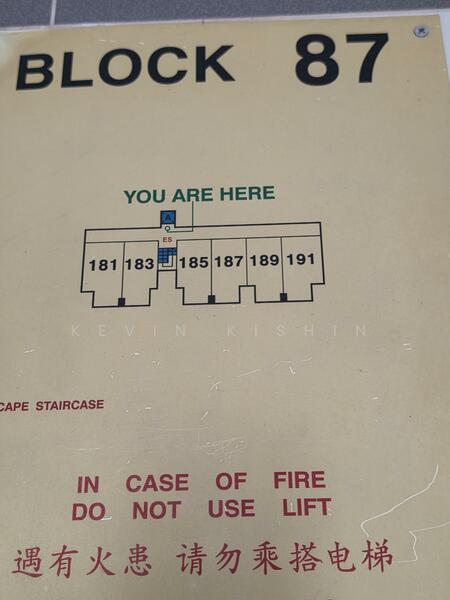 BLOCK 87
YOU ARE HERE
A
ES
181 183 185 187 189 191
KEVIN KISHIN
CAPE STAIRCASE
IN CASE OF FIRE
DO NOT USE LIFT
遇有火患 请勿乘搭电梯